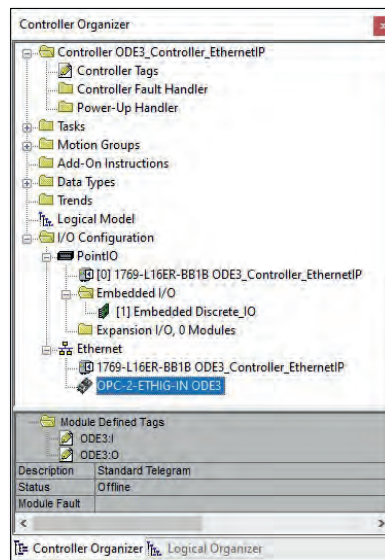 Controller Organizer
Controller ODE3_Controller_EthernetIP
Controller Tags
Controller Fault Handler
Power-Up Handler
Tasks
Motion Groups
Add-On Instructions
Data Types
Trends
Logical Model
I/O Configuration
PointIO
[0] 1769-L16ER-BB1B ODE3_Controller_EthernetIP
Embedded I/O
[1] Embedded Discrete_IO
Expansion I/O, 0 Modules
Ethernet
1769-L16ER-BB1B ODE3_Controller_EthernetIP
OPC-2-ETHIG-IN ODE3
Module Defined Tags
ODE3:I
ODE3:O
Description Standard Telegram
Status Offline
Module Fault
Controller Organizer Logical Organizer